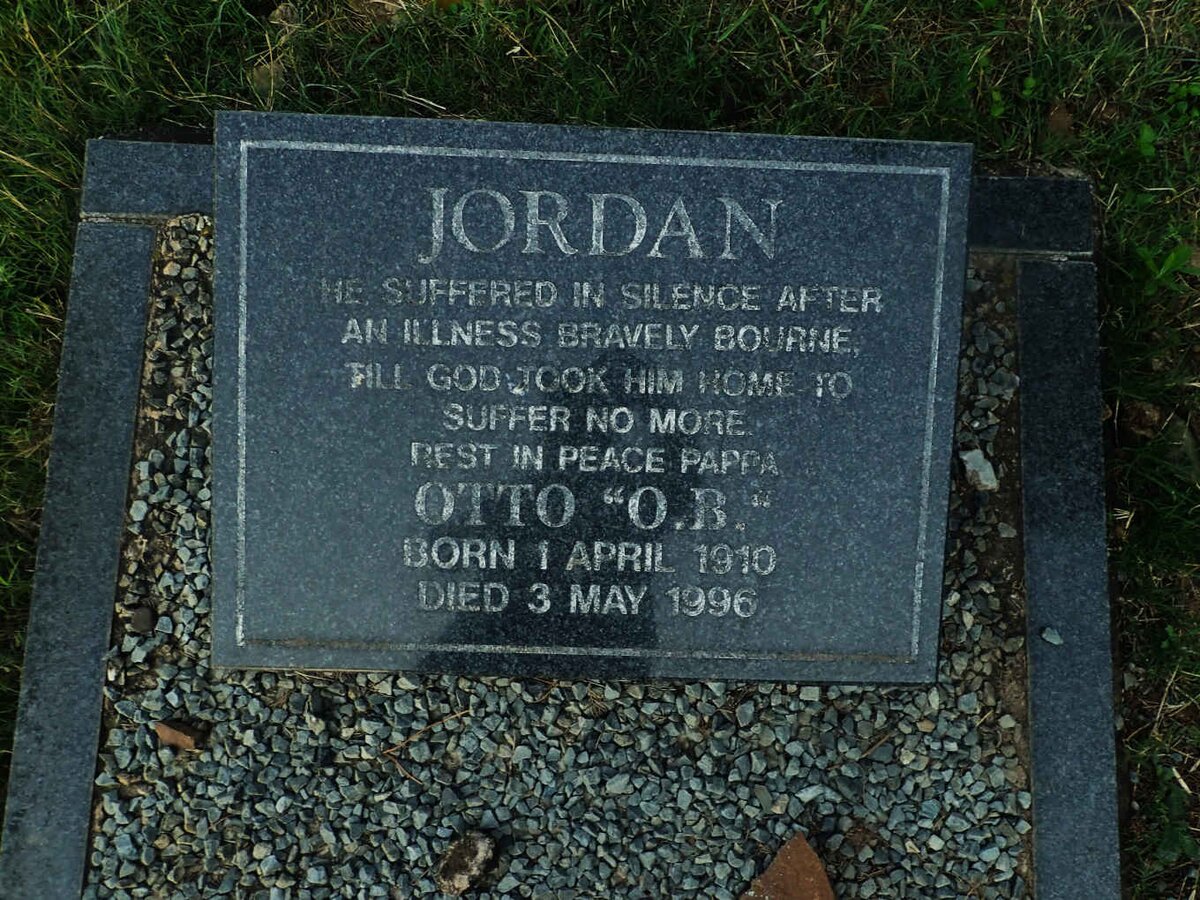 JORDAN
HE SUFFERED IN SILENCE AFTER
AN ILLNESS BRAVELY BOURNE,
TILL GOD TOOK HIM HOME TO
SUFFER NO MORE.
REST IN PEACE PAPPA
OTTO "O.B."
BORN 1 APRIL 1910
DIED 3 MAY 1996